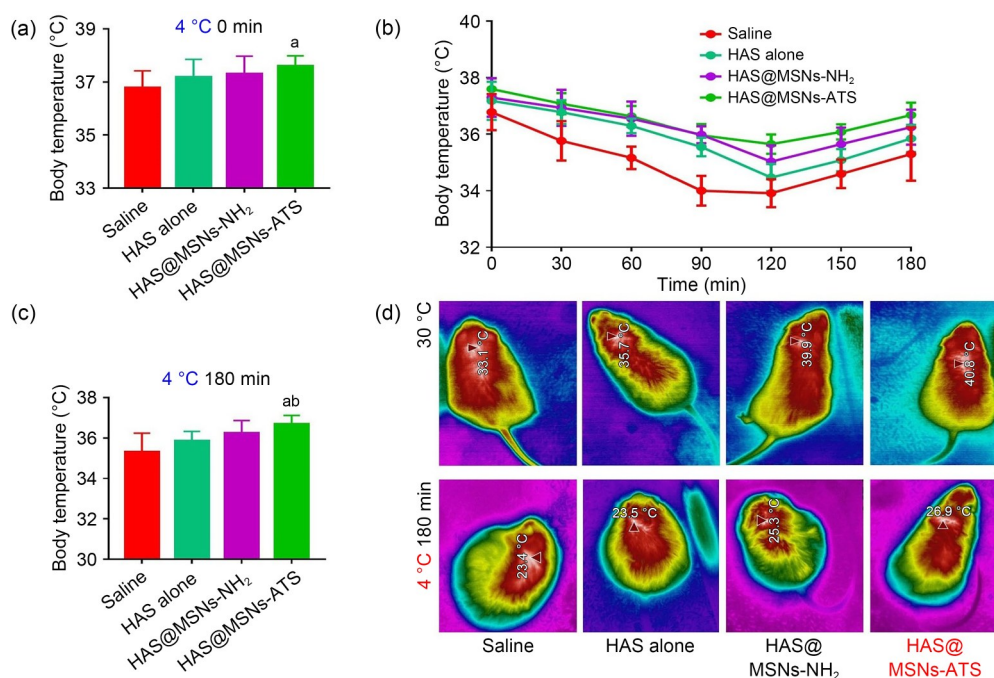 (a)
4 °C 0 min
Body temperature (°C)
39
37
35
33
a
Saline
HAS alone
HAS@MSNs-NH₂
HAS@MSNs-ATS
(b)
Body temperature (°C)
40
38
36
34
32
Saline
HAS alone
HAS@MSNs-NH₂
HAS@MSNs-ATS
0 30 60 90 120 150 180
Time (min)
(c)
4 °C 180 min
Body temperature (°C)
38
36
34
32
30
ab
Saline
HAS alone
HAS@MSNs-NH₂
HAS@MSNs-ATS
(d)
30 °C
33.1 °C
35.7 °C
39.9 °C
40.8 °C
4 °C 180 min
23.4 °C
23.5 °C
25.3 °C
26.9 °C
Saline
HAS alone
HAS@
MSNs-NH₂
HAS@
MSNs-ATS